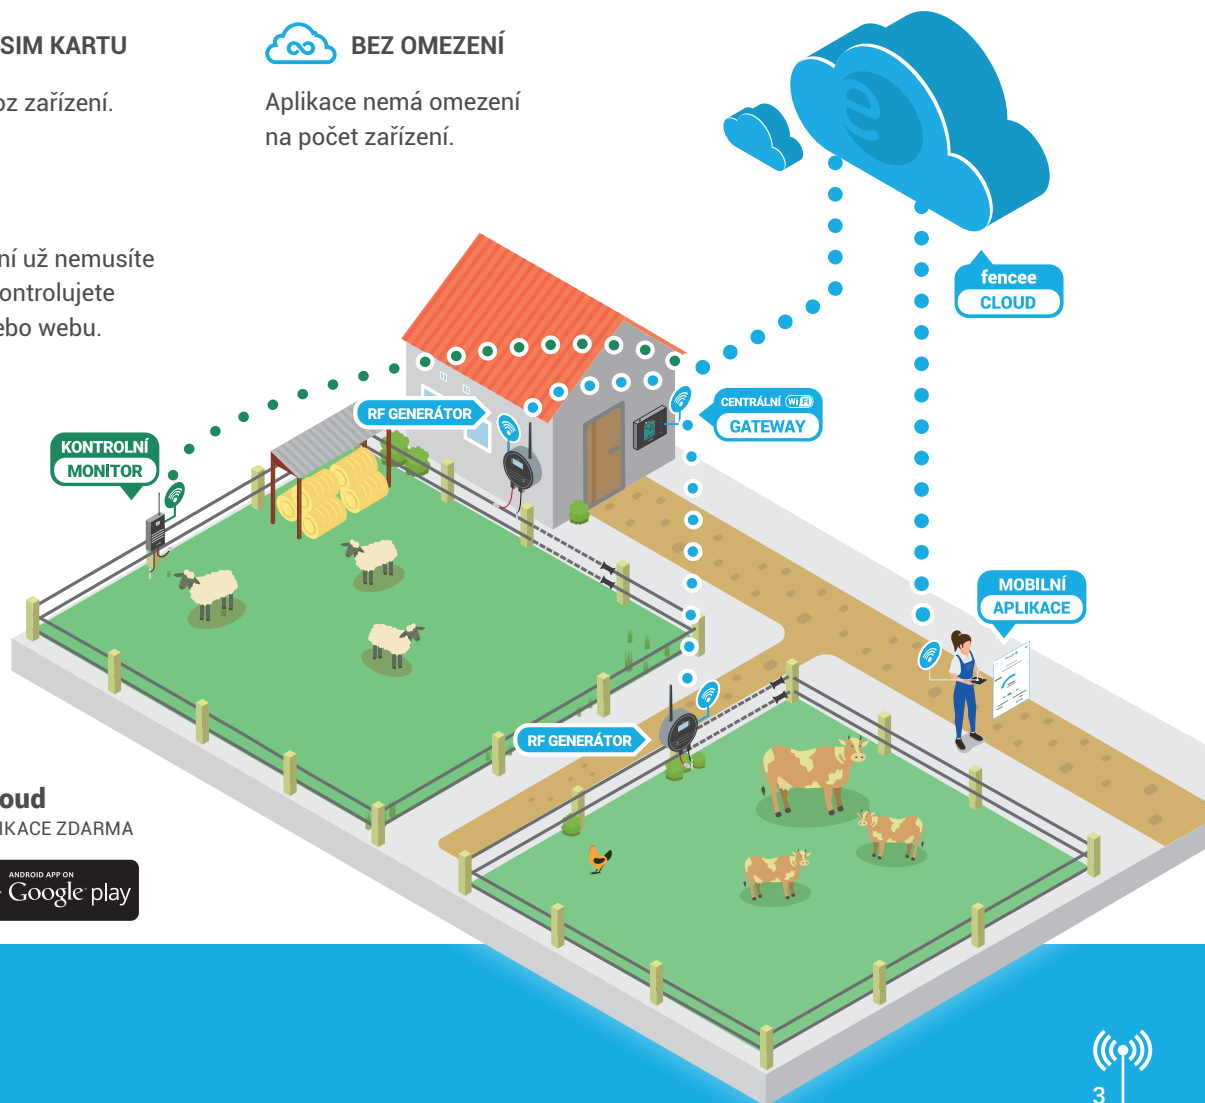 SIM KARTU
oz zařízení.
BEZ OMEZENÍ
Aplikace nemá omezení
na počet zařízení.
ní už nemusíte
ontrolujete
ebo webu.
fencee
CLOUD
CENTRÁLNÍ WiFi
GATEWAY
RF GENERÁTOR
KONTROLNÍ
MONITOR
MOBILNÍ
APLIKACE
RF GENERÁTOR
oud
IKACE ZDARMA
ANDROID APP ON
Google play
3